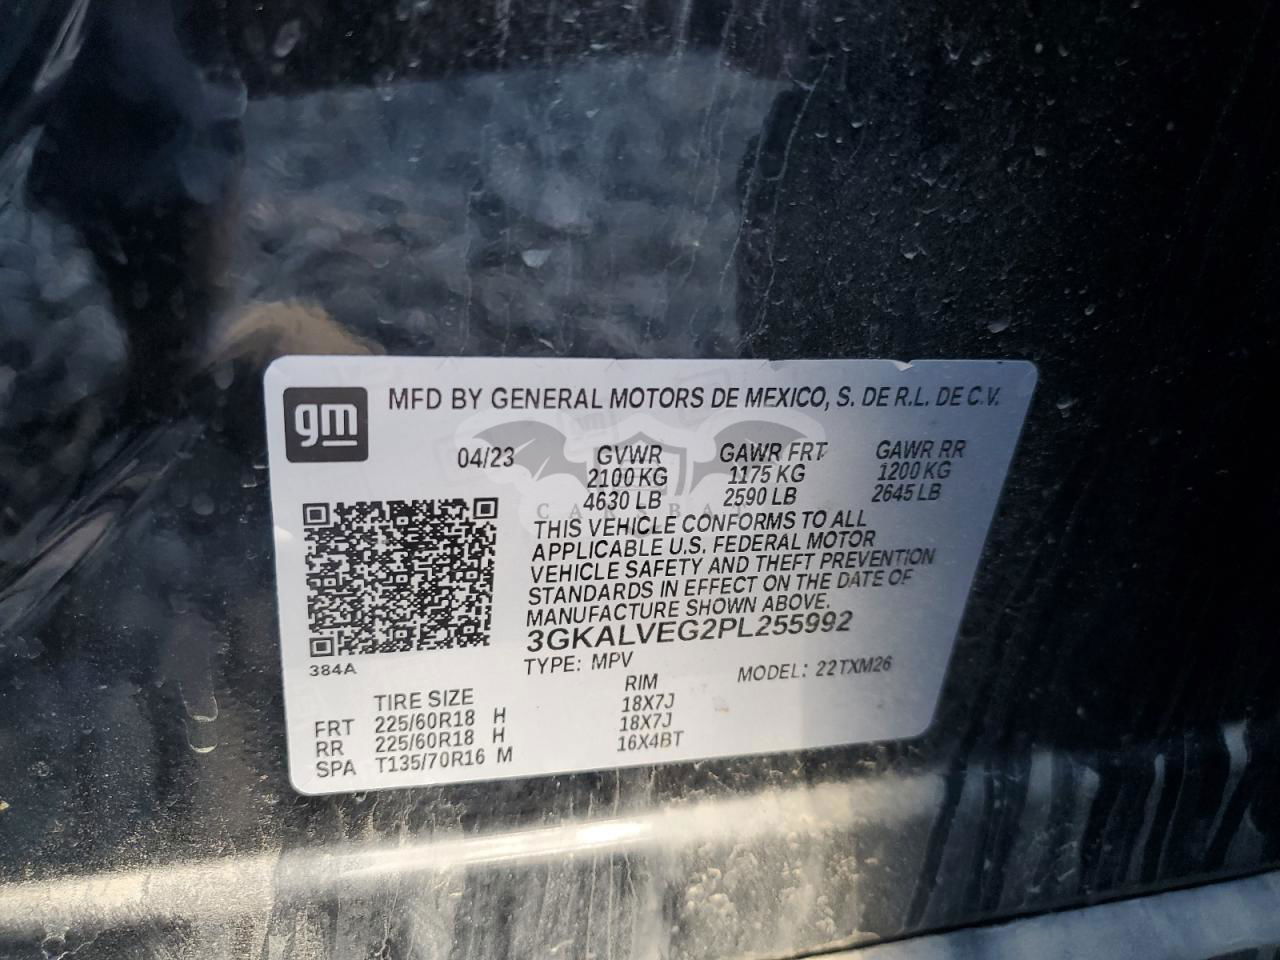 gm
MFD BY GENERAL MOTORS DE MEXICO, S. DE R.L. DE C.V.
04/23 GVWR GAWR FRT GAWR RR
2100 KG 1175 KG 1200 KG
4630 LB 2590 LB 2645 LB
THIS VEHICLE CONFORMS TO ALL
APPLICABLE U.S. FEDERAL MOTOR
VEHICLE SAFETY AND THEFT PREVENTION
STANDARDS IN EFFECT ON THE DATE OF
MANUFACTURE SHOWN ABOVE.
3GKALVEG2PL255992
384A
TYPE: MPV MODEL: 22TXM26
TIRE SIZE RIM
FRT 225/60R18 H 18X7J
RR 225/60R18 H 18X7J
SPA T135/70R16 M 16X4BT